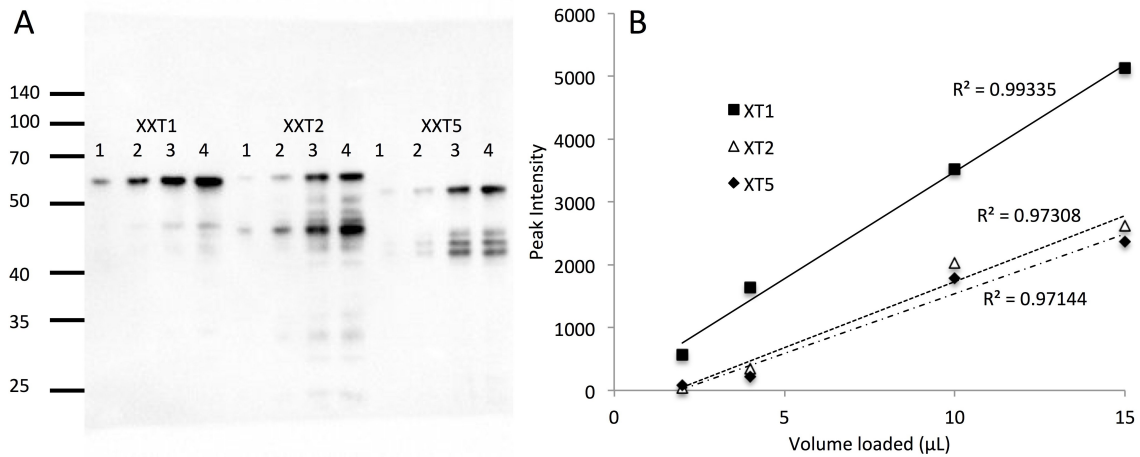 A
140
100
70
50
40
35
25
XXT1 XXT2 XXT5
1 2 3 4 1 2 3 4 1 2 3 4
B
Peak Intensity
6000
5000
4000
3000
2000
1000
0
R² = 0.99335
XT1
XT2
XT5
R² = 0.97308
R² = 0.97144
0 5 10 15
Volume loaded (µL)